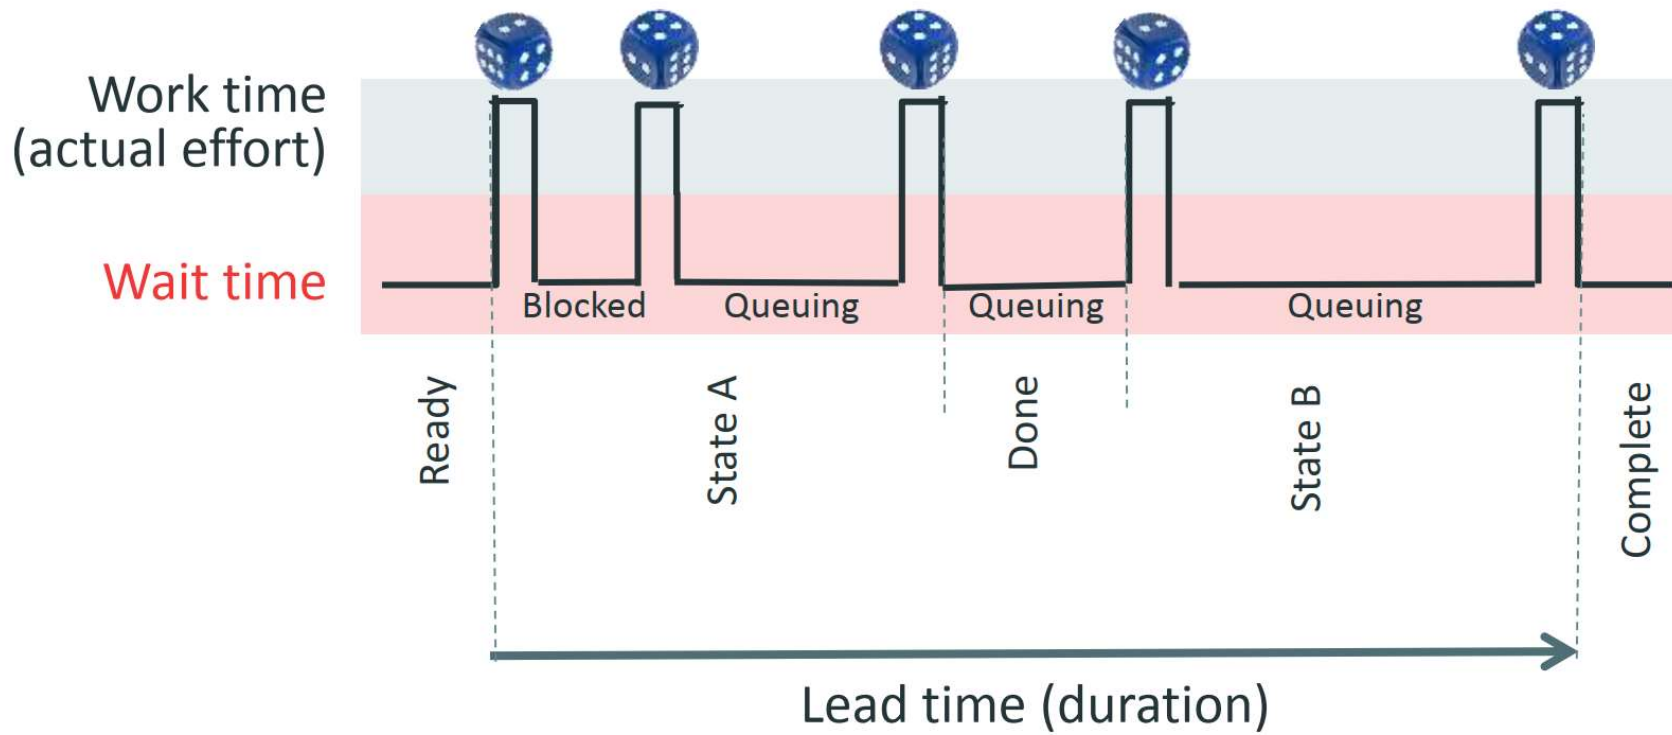 Work time
(actual effort)
Wait time
Blocked
Queuing
Queuing
Queuing
Ready
State A
Done
State B
Complete
Lead time (duration)